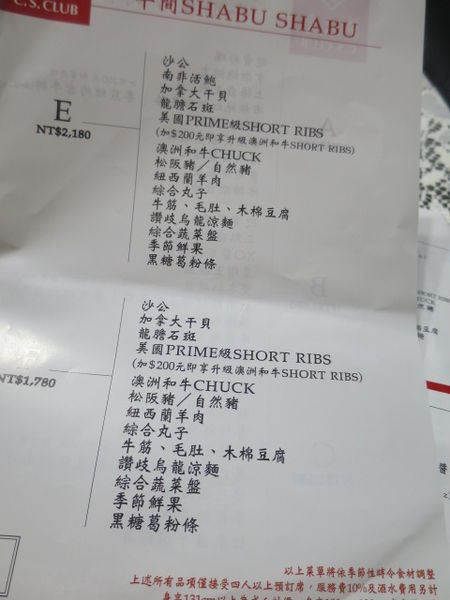 C.S. CLUB
午間SHABU SHABU
E
NT$2,180
沙公
南非活鮑
加拿大干貝
龍膽石斑
美國PRIME級SHORT RIBS
(加$200元即享升級澳洲和牛SHORT RIBS)
澳洲和牛CHUCK
松阪豬／自然豬
紐西蘭羊肉
綜合丸子
牛筋、毛肚、木棉豆腐
讚歧烏龍涼麵
綜合蔬菜盤
季節鮮果
黑糖葛粉條
NT$1,780
沙公
加拿大干貝
龍膽石斑
美國PRIME級SHORT RIBS
(加$200元即享升級澳洲和牛SHORT RIBS)
澳洲和牛CHUCK
松阪豬／自然豬
紐西蘭羊肉
綜合丸子
牛筋、毛肚、木棉豆腐
讚歧烏龍涼麵
綜合蔬菜盤
季節鮮果
黑糖葛粉條
以上菜單將依季節性時令食材調整
上述所有品項僅接受四人以上預訂席，服務費10%及酒水費用另計